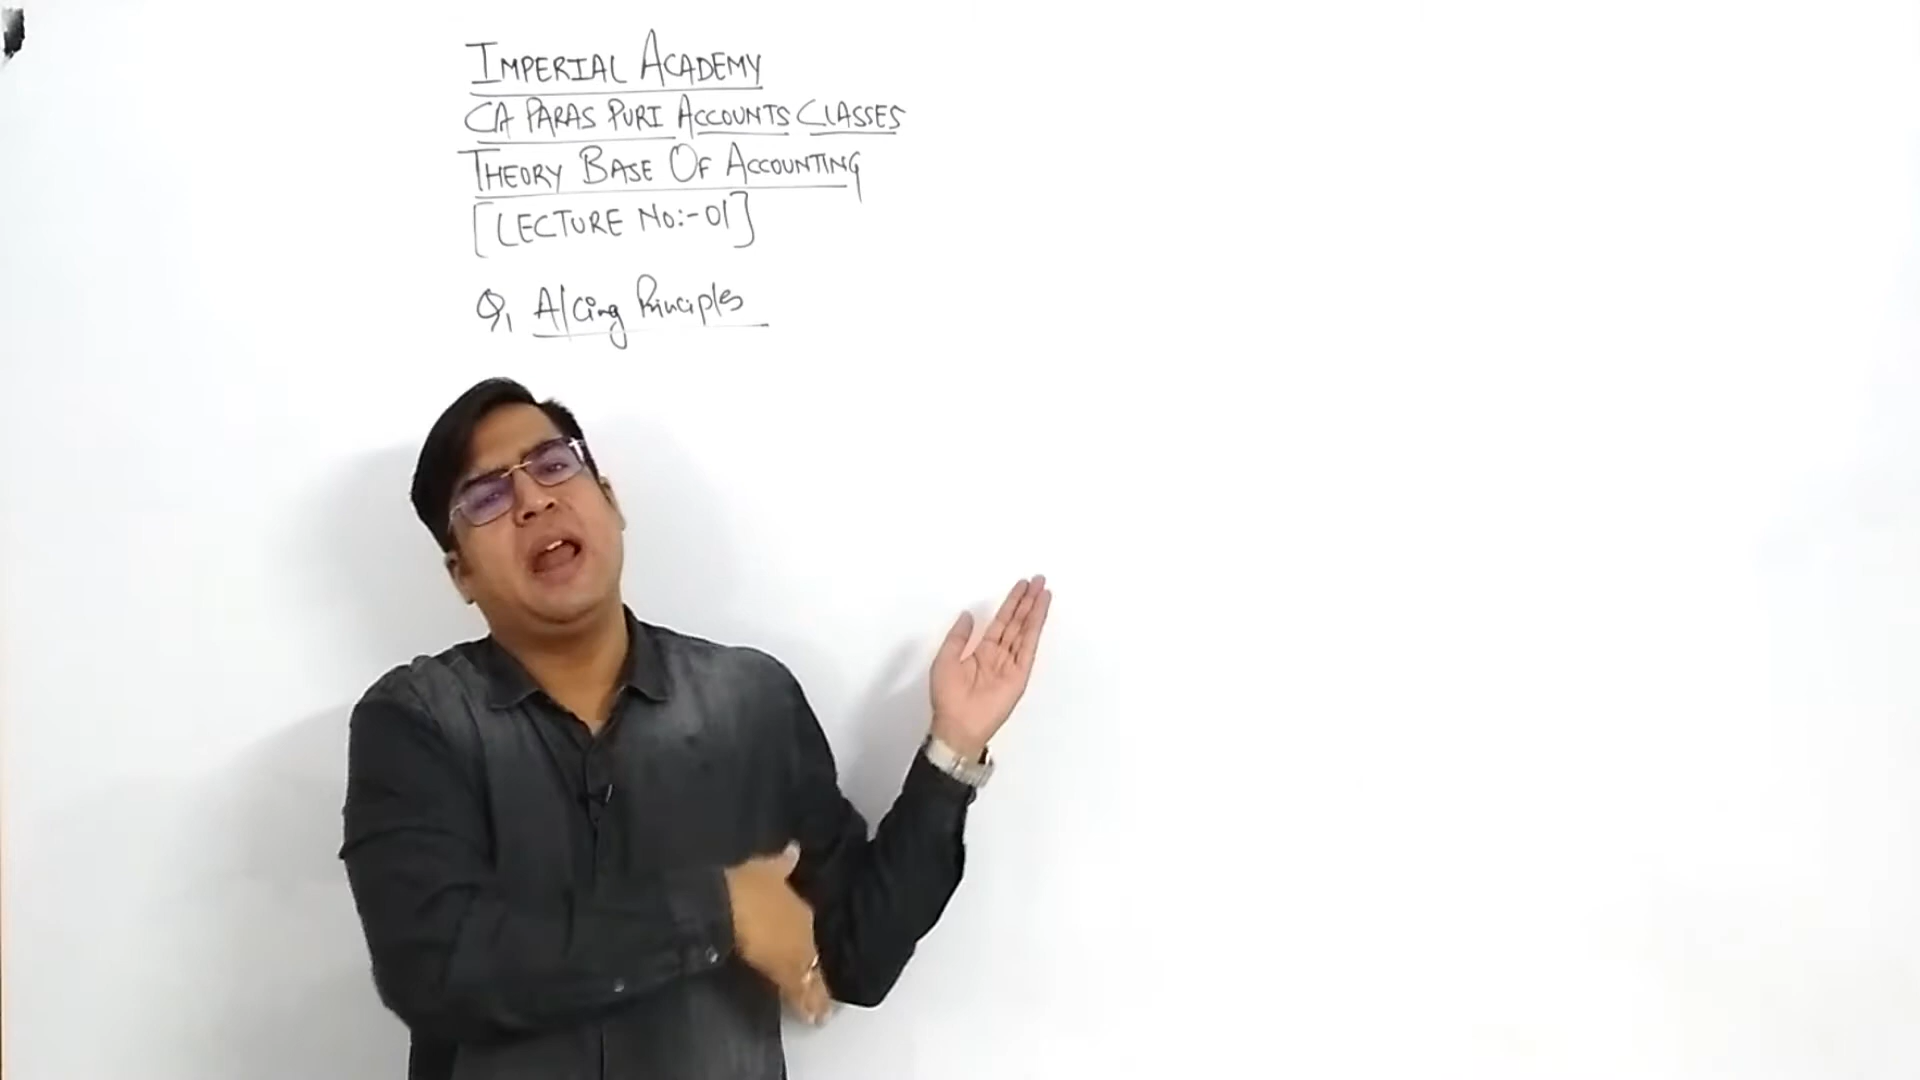 IMPERIAL ACADEMY
CA PARAS PURI ACCOUNTS CLASSES
THEORY BASE OF ACCOUNTING
[LECTURE No:-01]
Q1 A/cing Principles